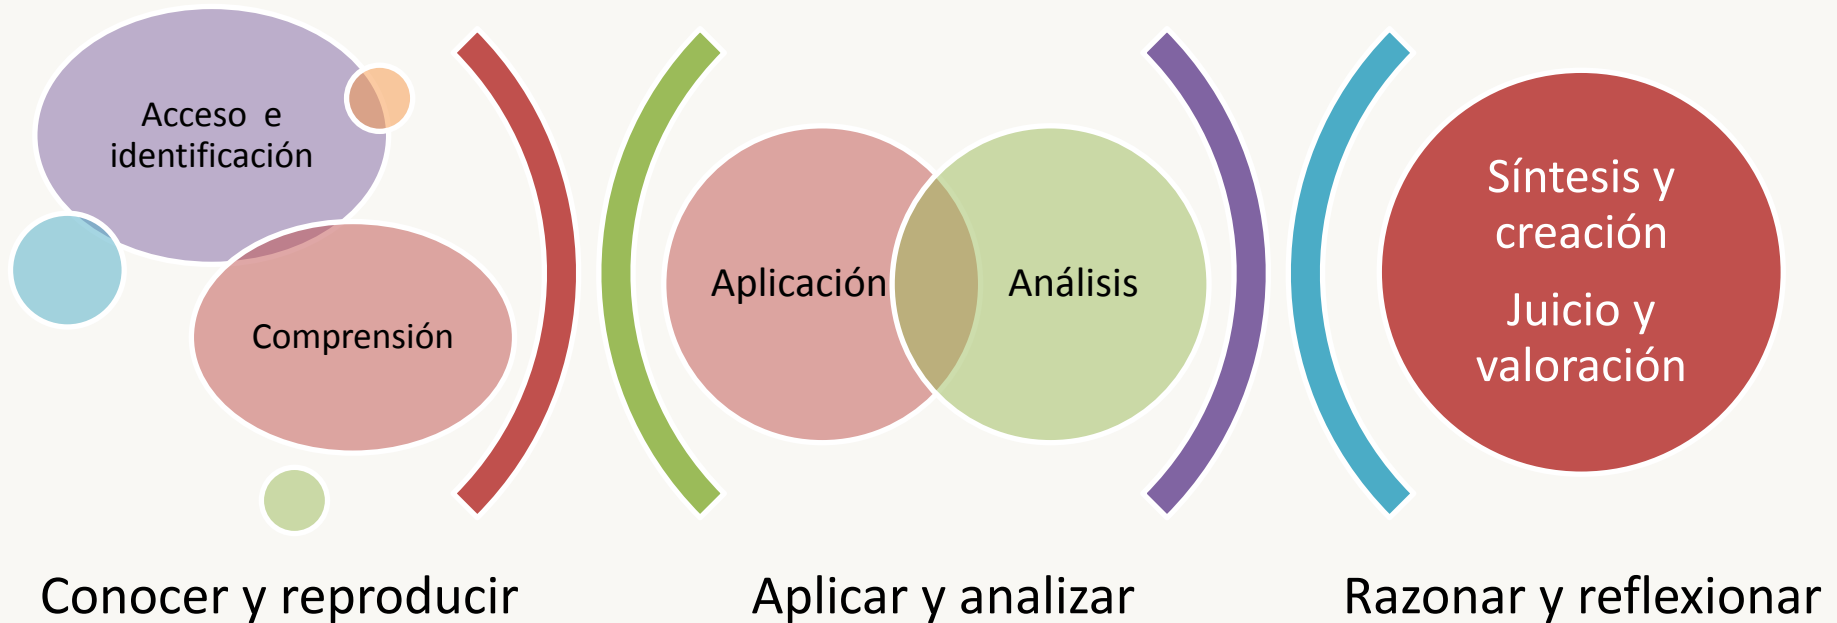 Acceso e
identificación
Comprensión
Conocer y reproducir
Aplicación
Análisis
Aplicar y analizar
Síntesis y
creación
Juicio y
valoración
Razonar y reflexionar